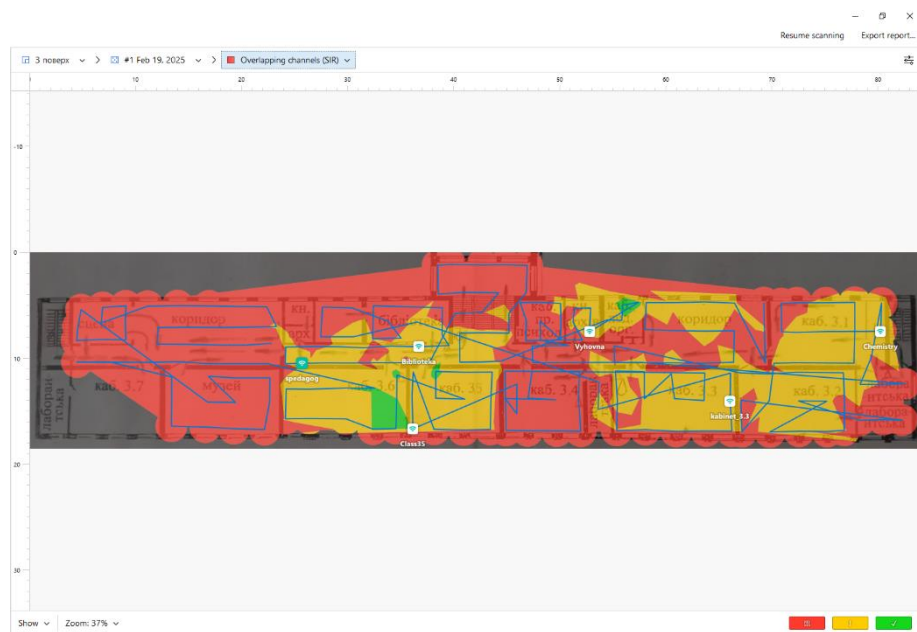 Resume scanning Export report...
3 поверх > #1 Feb 19, 2025 > Overlapping channels (SIR)
10 20 30 40 50 60 70 80
-10
0
10
20
30
сцена коридор кн. бібліотека коридор каб. 3.1
Vyhovna Chemistry
Biblioteka
spedagog
каб. 3.7 музей каб. 3.6 каб. 35 каб. 3.4 каб. 3.3 каб. 3.2
kabinet_3.3
Class35
Show Zoom: 37%